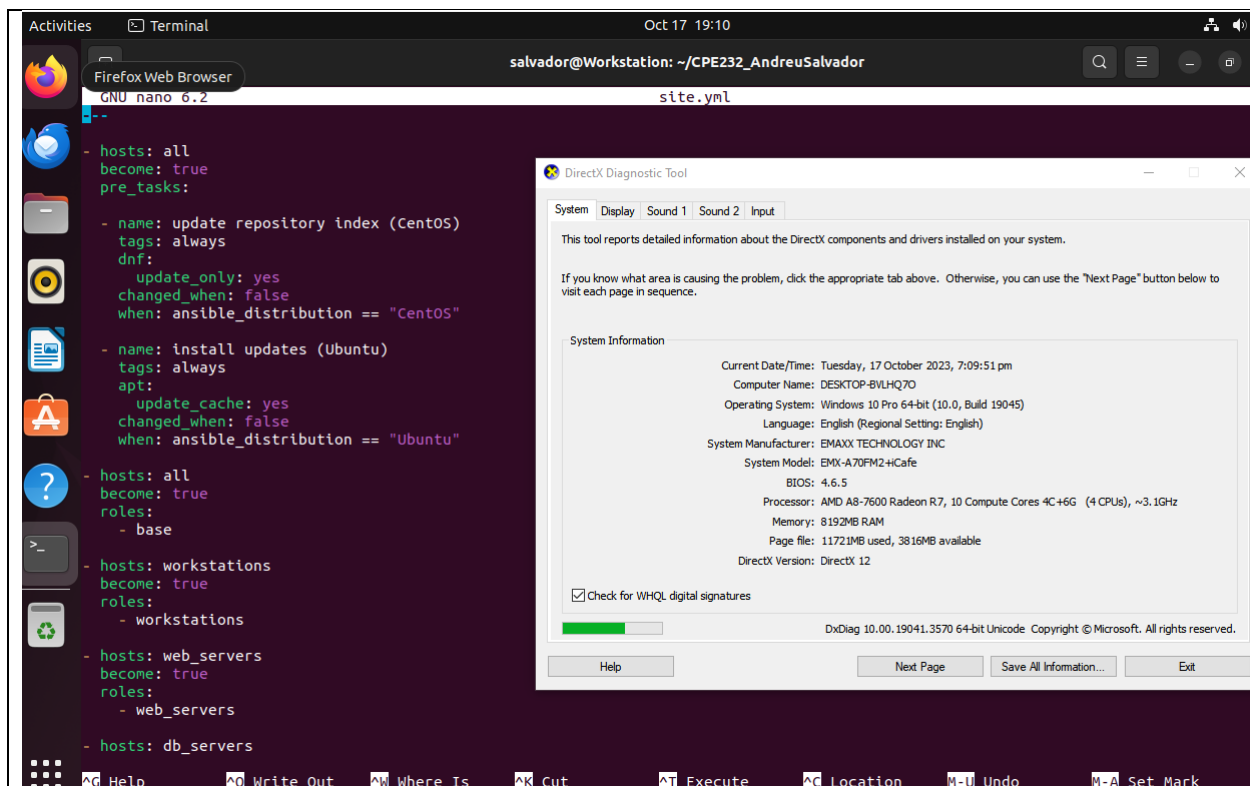 Activities
Terminal
Oct 17 19:10
salvador@Workstation: ~/CPE232_AndreuSalvador
Firefox Web Browser
GNU nano 6.2
site.yml
---
- hosts: all
become: true
pre_tasks:
- name: update repository index (CentOS)
tags: always
dnf:
update_only: yes
changed_when: false
when: ansible_distribution == "CentOS"
- name: install updates (Ubuntu)
tags: always
apt:
update_cache: yes
changed_when: false
when: ansible_distribution == "Ubuntu"
- hosts: all
become: true
roles:
- base
- hosts: workstations
become: true
roles:
- workstations
- hosts: web_servers
become: true
roles:
- web_servers
- hosts: db_servers
^G Help ^O Write Out ^W Where Is ^K Cut ^T Execute ^C Location M-U Undo M-A Set Mark
DirectX Diagnostic Tool
System Display Sound 1 Sound 2 Input
This tool reports detailed information about the DirectX components and drivers installed on your system.
If you know what area is causing the problem, click the appropriate tab above. Otherwise, you can use the "Next Page" button below to
visit each page in sequence.
System Information
Current Date/Time: Tuesday, 17 October 2023, 7:09:51 pm
Computer Name: DESKTOP-BVLHQ7O
Operating System: Windows 10 Pro 64-bit (10.0, Build 19045)
Language: English (Regional Setting: English)
System Manufacturer: EMAXX TECHNOLOGY INC
System Model: EMX-A70FM2+iCafe
BIOS: 4.6.5
Processor: AMD A8-7600 Radeon R7, 10 Compute Cores 4C+6G (4 CPUs), ~3.1GHz
Memory: 8192MB RAM
Page file: 11721MB used, 3816MB available
DirectX Version: DirectX 12
Check for WHQL digital signatures
DxDiag 10.00.19041.3570 64-bit Unicode Copyright © Microsoft. All rights reserved.
Help Next Page Save All Information... Exit